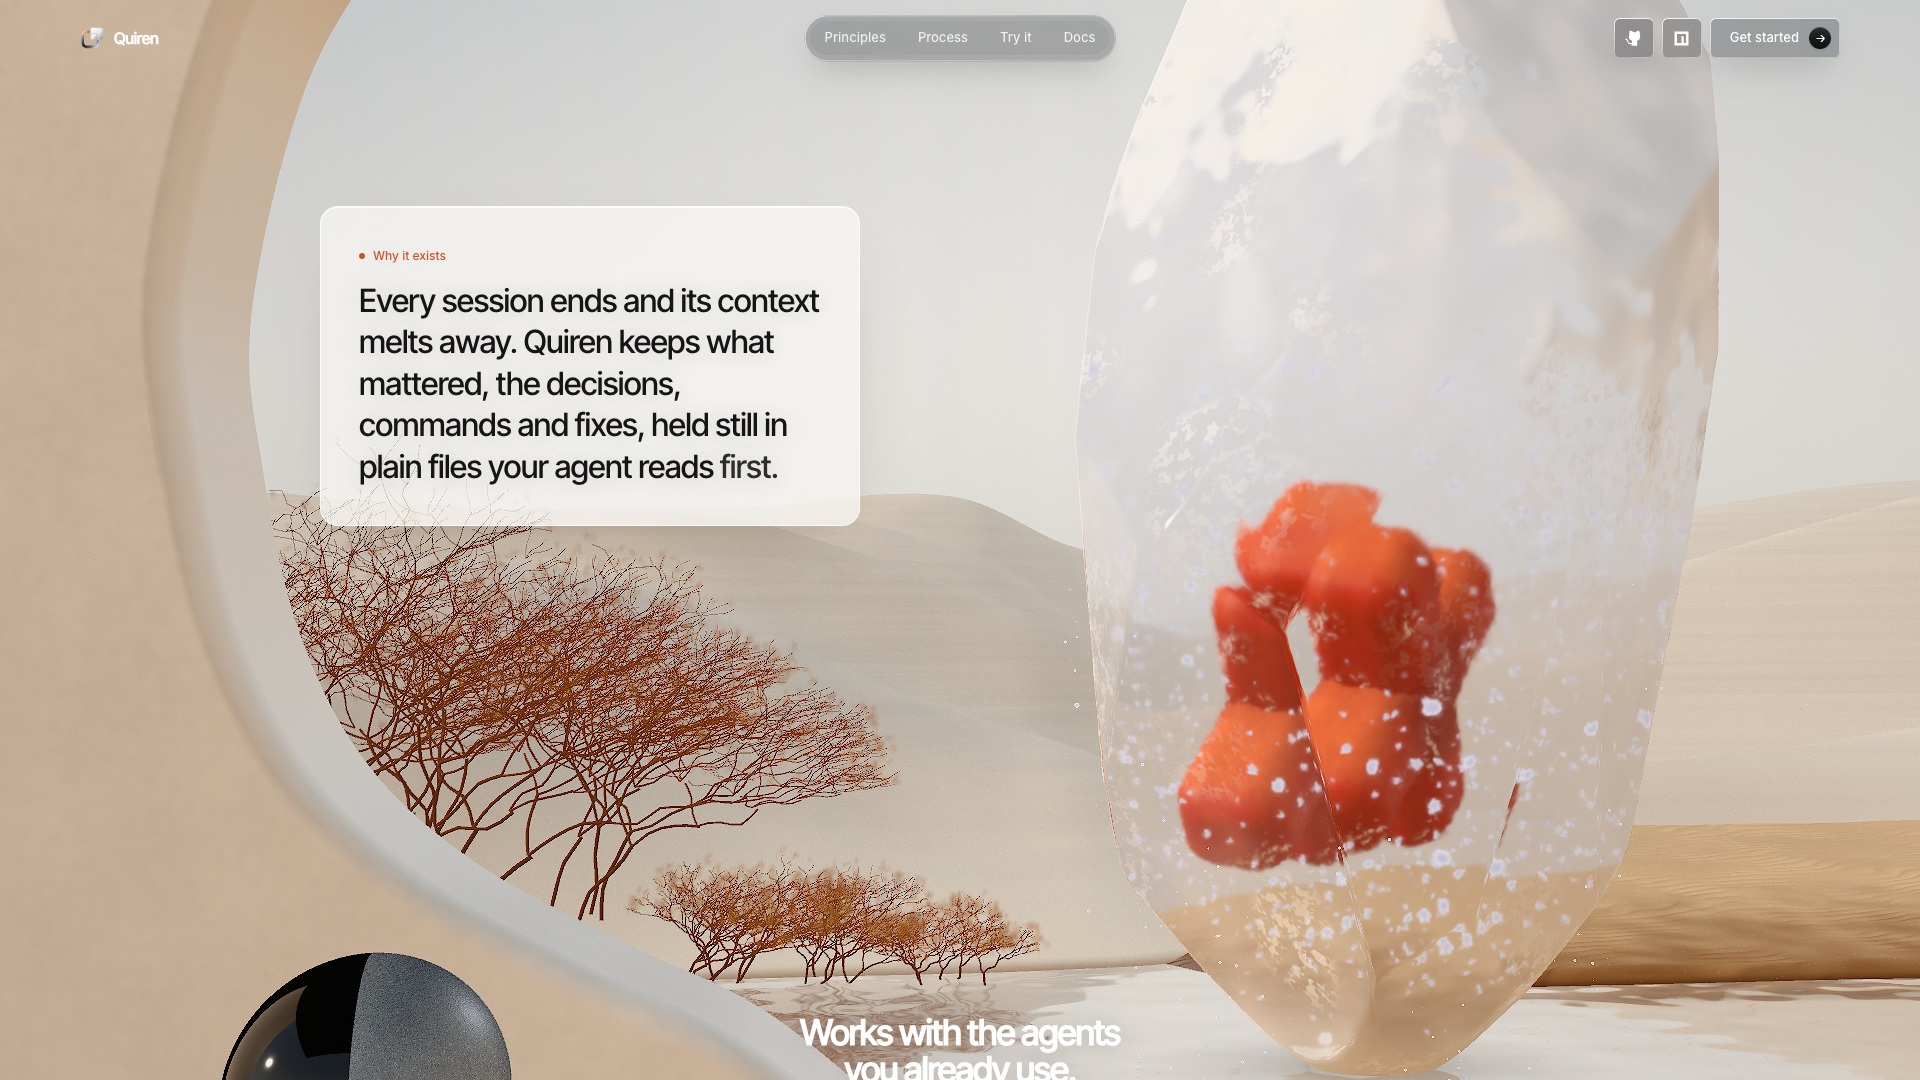 Quiren
Principles
Process
Try it
Docs
Get started
Why it exists
Every session ends and its context
melts away. Quiren keeps what
mattered, the decisions,
commands and fixes, held still in
plain files your agent reads first.
Works with the agents
you already use.